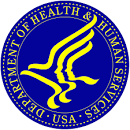 DEPARTMENT OF HEALTH & HUMAN SERVICES · USA ·